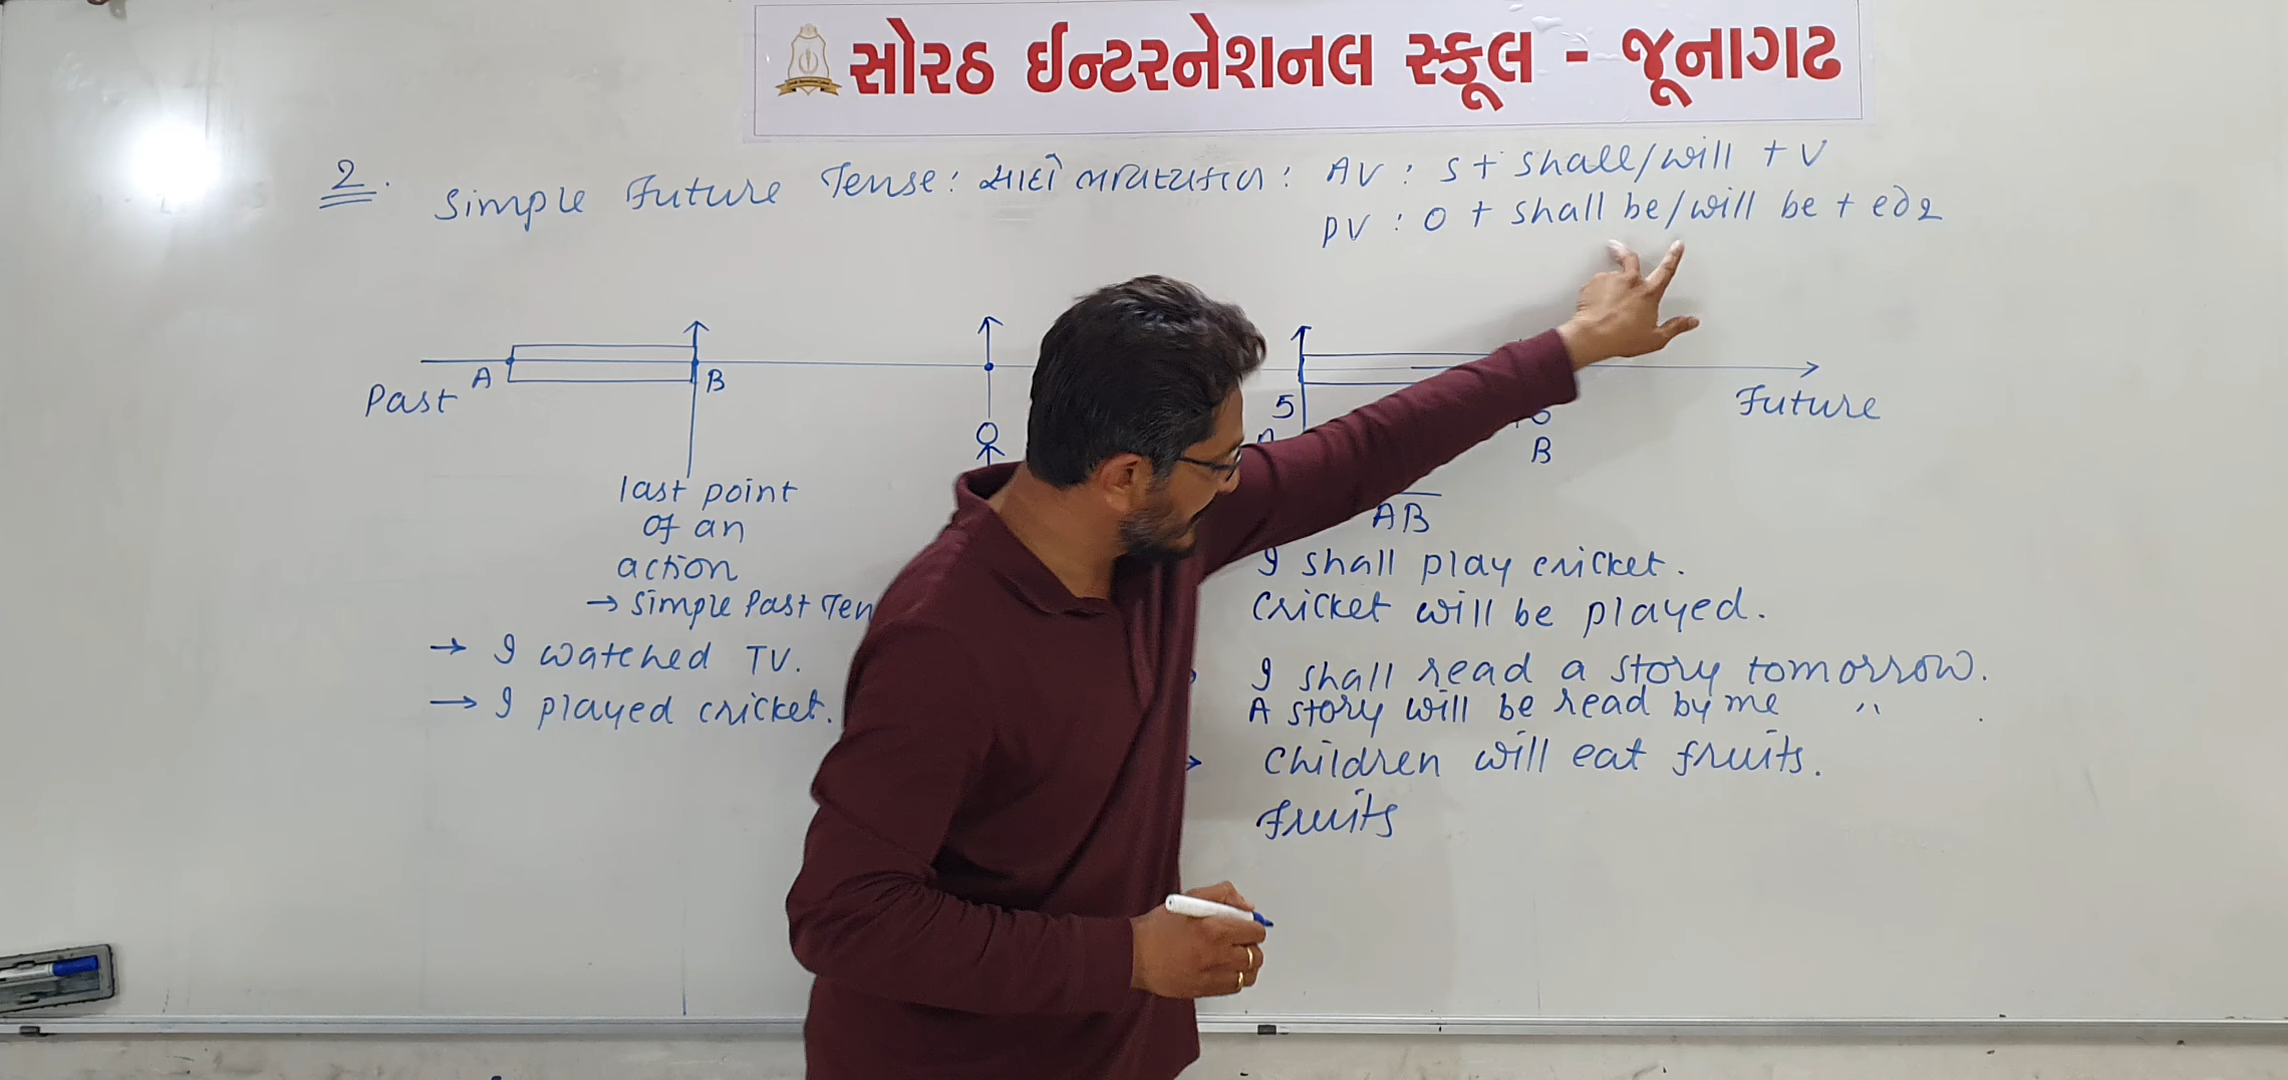 સોરઠ ઈન્ટરનેશનલ સ્કૂલ - જૂનાગઢ
2. Simple Future Tense: સાદો ભવિષ્યકાળ: AV: S + shall/will + V
PV: O + shall be/will be + ed2
Past A B
5
Future
B
AB
last point
of an
action
→ Simple Past Ten
→ I watched TV.
→ I played cricket.
I shall play cricket.
Cricket will be played.
I shall read a story tomorrow.
A story will be read by me " .
→ Children will eat fruits.
Fruits